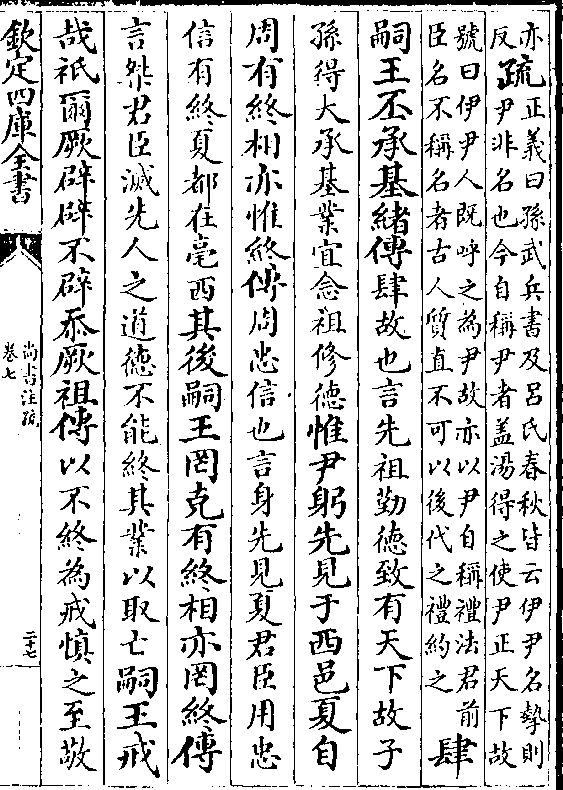 亦
反疏正義曰孫武兵書及呂氏春秋皆云伊尹名摯則
尹非名也今自稱尹者盖湯得之使尹正天下故
號曰伊尹人既呼之為尹故亦以尹自稱禮法君前
臣名不稱名者古人質直不可以後代之禮約之肆
嗣王丕承基緒傳肆故也言先祖勤德致有天下故子
孫得大承基業宜念祖修德惟尹躬先見于西邑夏自
周有終相亦惟終傳周忠信也言身先見夏君臣用忠
信有終夏都在亳西其後嗣王罔克有終相亦罔終傳
言桀君臣滅先人之道德不能終其業以取亡嗣王戒
哉祇爾厥辟辟不辟忝厥祖傳以不終為戒慎之至敬
欽定四庫全書
尚書注疏
卷七
二十七